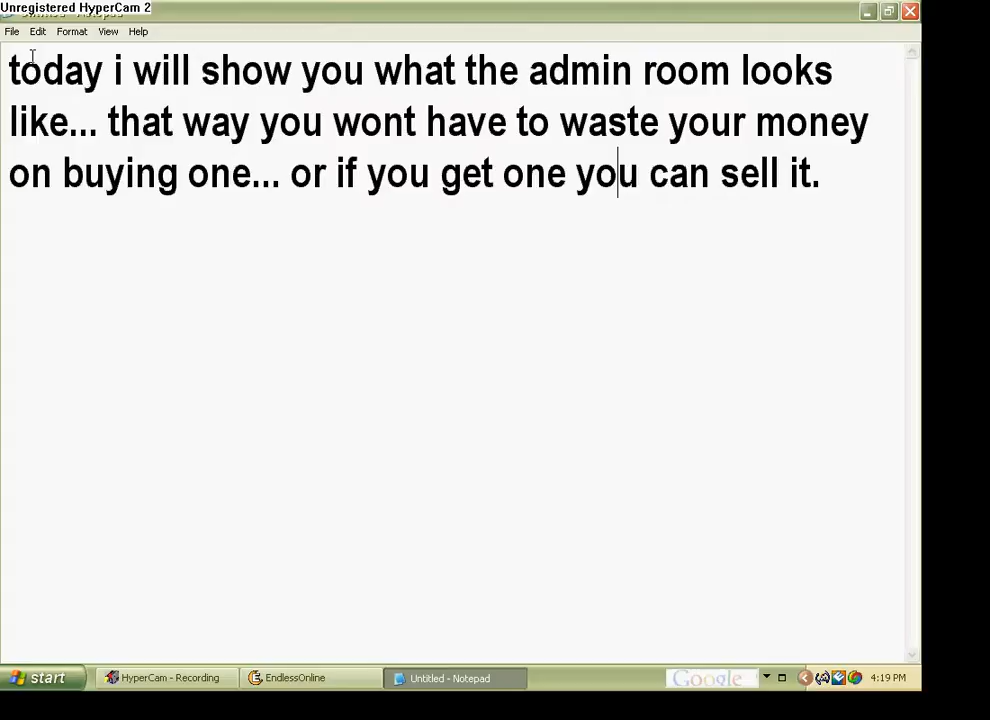 Unregistered HyperCam 2
File Edit Format View Help
today i will show you what the admin room looks
like... that way you wont have to waste your money
on buying one... or if you get one you can sell it.
start HyperCam - Recording EndlessOnline Untitled - Notepad Google 4:19 PM